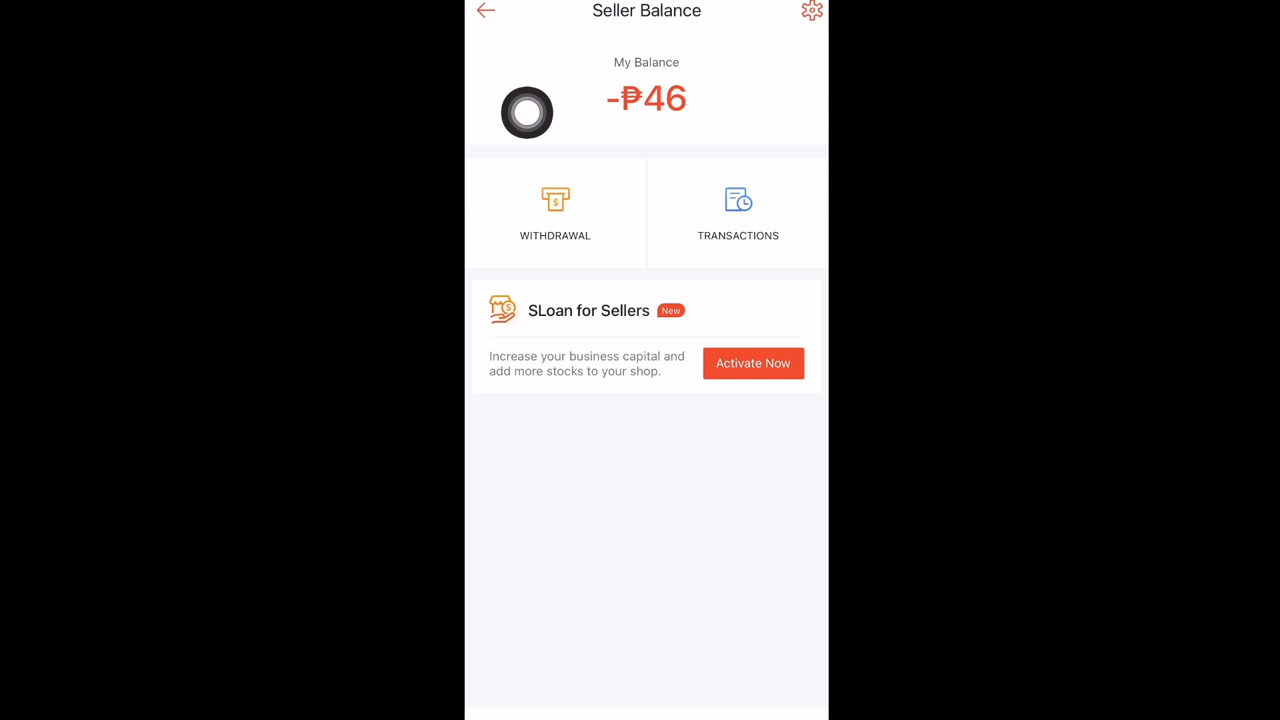 Seller Balance
My Balance
-₱46
WITHDRAWAL
TRANSACTIONS
SLoan for Sellers New
Increase your business capital and
add more stocks to your shop.
Activate Now